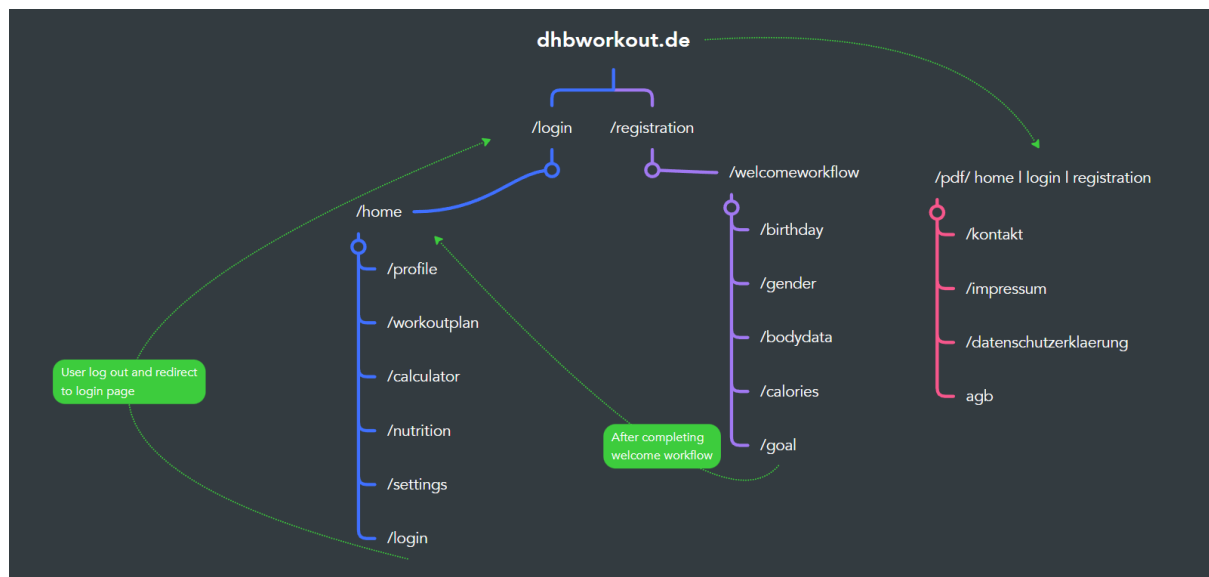 dhbworkout.de
/login
/registration
/welcomeworkflow
/birthday
/gender
/bodydata
/calories
/goal
/pdf/ home l login l registration
/kontakt
/impressum
/datenschutzerklaerung
agb
/home
/profile
/workoutplan
/calculator
/nutrition
/settings
/login
User log out and redirect
to login page
After completing
welcome workflow